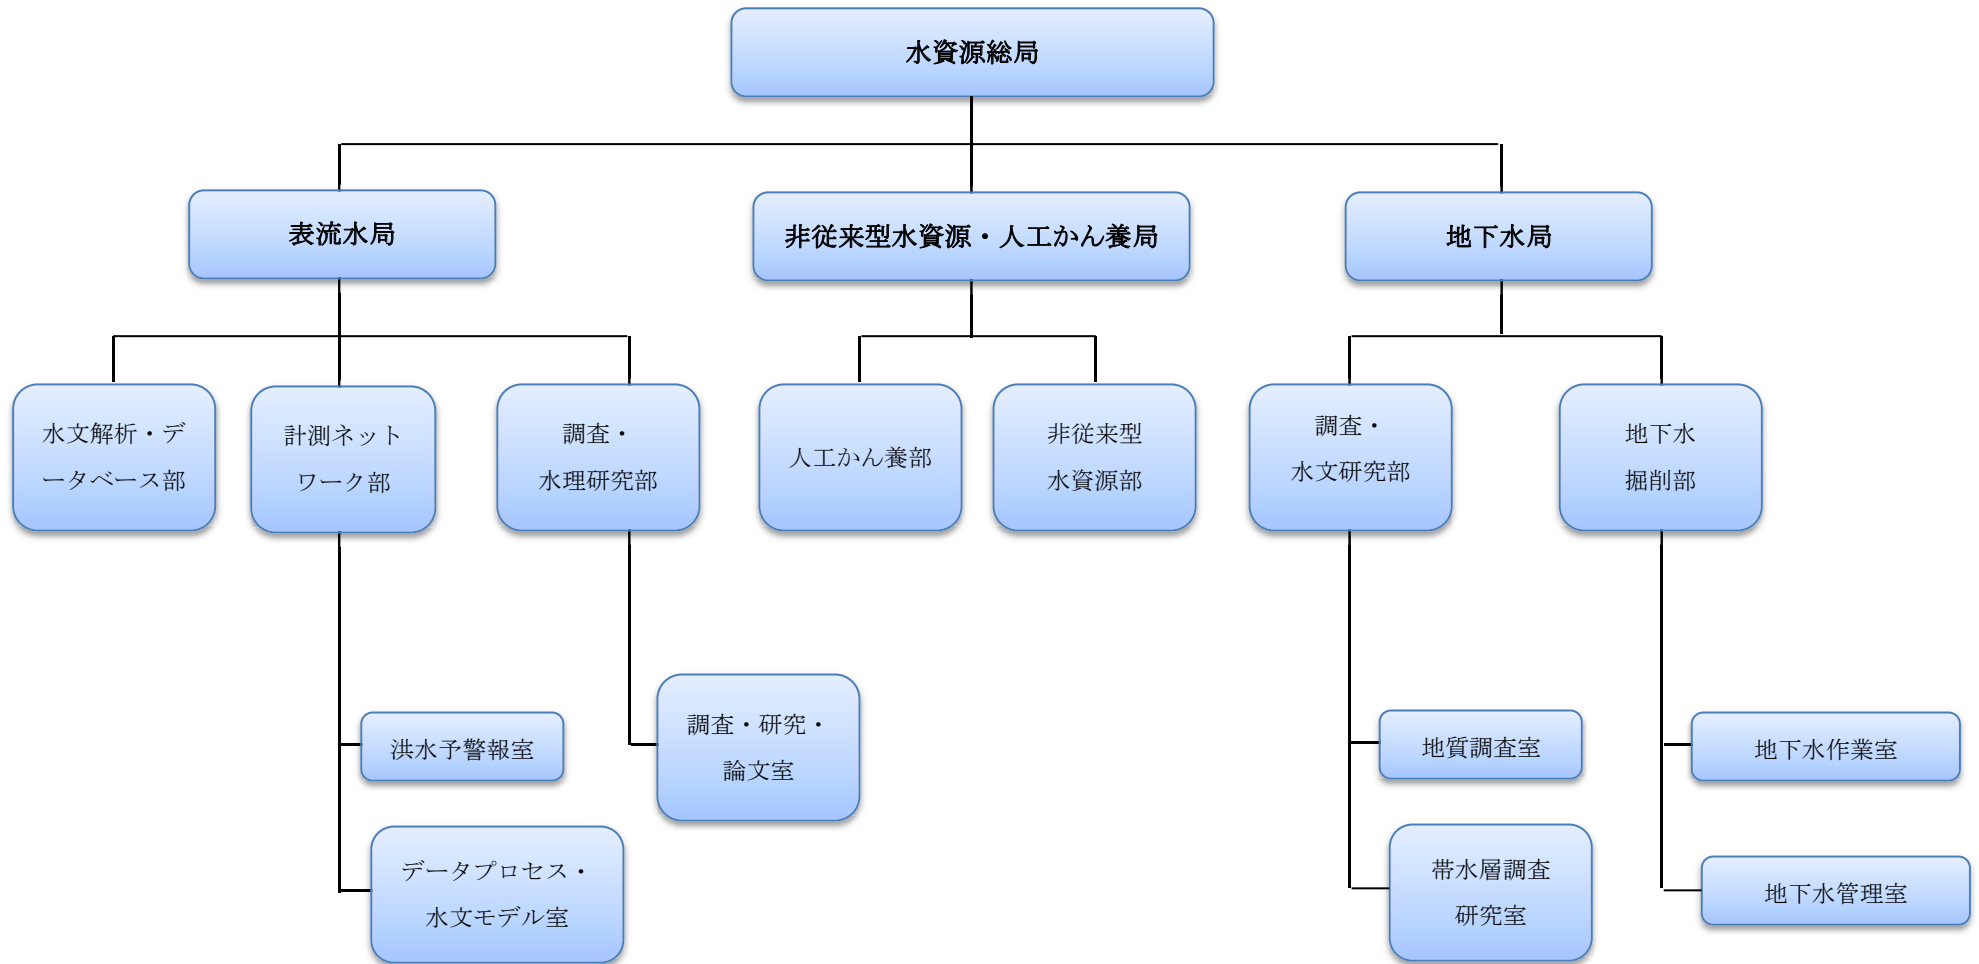 水資源総局
表流水局
非従来型水資源・人工かん養局
地下水局
水文解析・デ
ータベース部
計測ネット
ワーク部
調査・
水理研究部
人工かん養部
非従来型
水資源部
調査・
水文研究部
地下水
掘削部
洪水予警報室
データプロセス・
水文モデル室
調査・研究・
論文室
地質調査室
帯水層調査
研究室
地下水作業室
地下水管理室